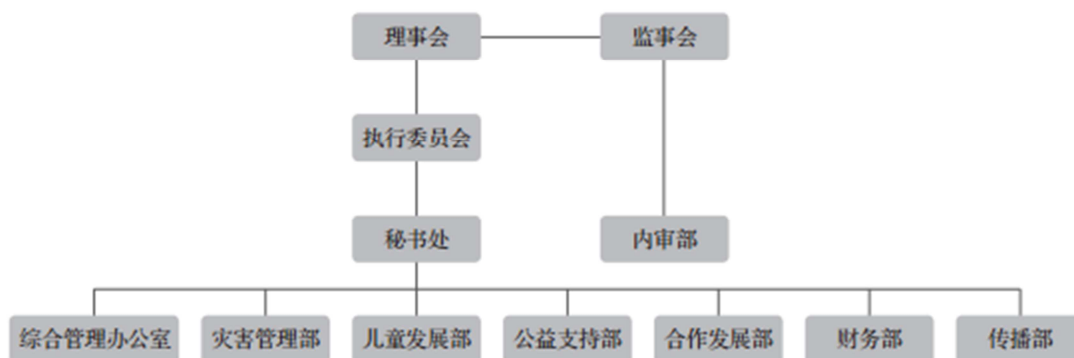 理事会
监事会
执行委员会
秘书处
内审部
综合管理办公室
灾害管理部
儿童发展部
公益支持部
合作发展部
财务部
传播部